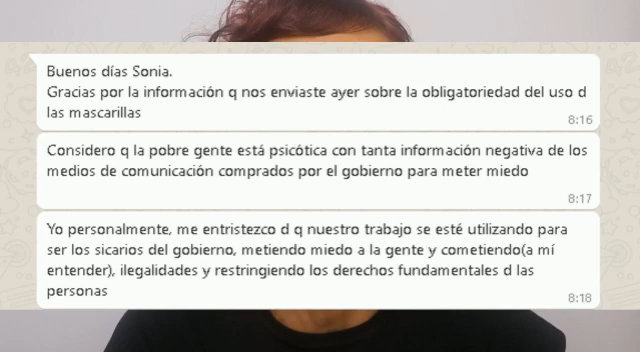 Buenos días Sonia.
Gracias por la información q nos enviaste ayer sobre la obligatoriedad del uso d
las mascarillas
8:16
Considero q la pobre gente está psicótica con tanta información negativa de los
medios de comunicación comprados por el gobierno para meter miedo
8:17
Yo personalmente, me entristezco d q nuestro trabajo se esté utilizando para
ser los sicarios del gobierno, metiendo miedo a la gente y cometiendo(a mí
entender), ilegalidades y restringiendo los derechos fundamentales d las
personas
8:18